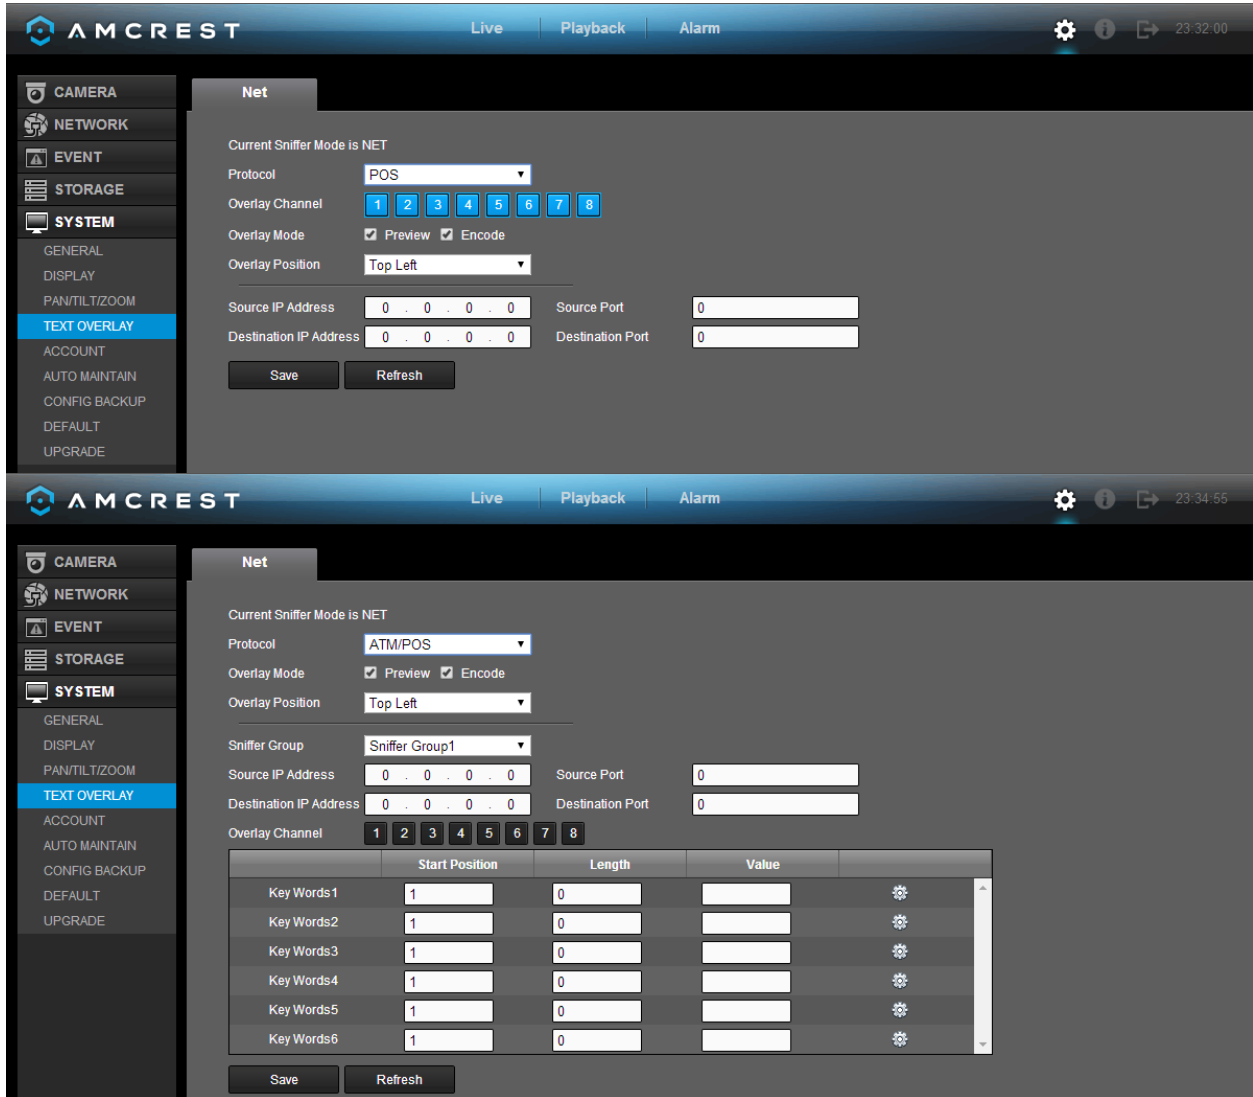 AMCREST Live Playback Alarm 23:32:00
CAMERA
NETWORK
EVENT
STORAGE
SYSTEM
GENERAL
DISPLAY
PAN/TILT/ZOOM
TEXT OVERLAY
ACCOUNT
AUTO MAINTAIN
CONFIG BACKUP
DEFAULT
UPGRADE
Net
Current Sniffer Mode is NET
Protocol POS
Overlay Channel 1 2 3 4 5 6 7 8
Overlay Mode Preview Encode
Overlay Position Top Left
Source IP Address 0 . 0 . 0 . 0 Source Port 0
Destination IP Address 0 . 0 . 0 . 0 Destination Port 0
Save Refresh
AMCREST Live Playback Alarm 23:34:55
CAMERA
NETWORK
EVENT
STORAGE
SYSTEM
GENERAL
DISPLAY
PAN/TILT/ZOOM
TEXT OVERLAY
ACCOUNT
AUTO MAINTAIN
CONFIG BACKUP
DEFAULT
UPGRADE
Net
Current Sniffer Mode is NET
Protocol ATM/POS
Overlay Mode Preview Encode
Overlay Position Top Left
Sniffer Group Sniffer Group1
Source IP Address 0 . 0 . 0 . 0 Source Port 0
Destination IP Address 0 . 0 . 0 . 0 Destination Port 0
Overlay Channel 1 2 3 4 5 6 7 8
Start Position Length Value
Key Words1 1 0
Key Words2 1 0
Key Words3 1 0
Key Words4 1 0
Key Words5 1 0
Key Words6 1 0
Save Refresh